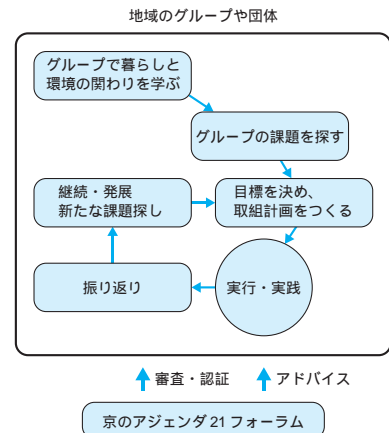 地域のグループや団体
グループで暮らしと
環境の関わりを学ぶ
グループの課題を探す
継続・発展
新たな課題探し
目標を決め、
取組計画をつくる
振り返り
実行・実践
審査・認証
アドバイス
京のアジェンダ21フォーラム